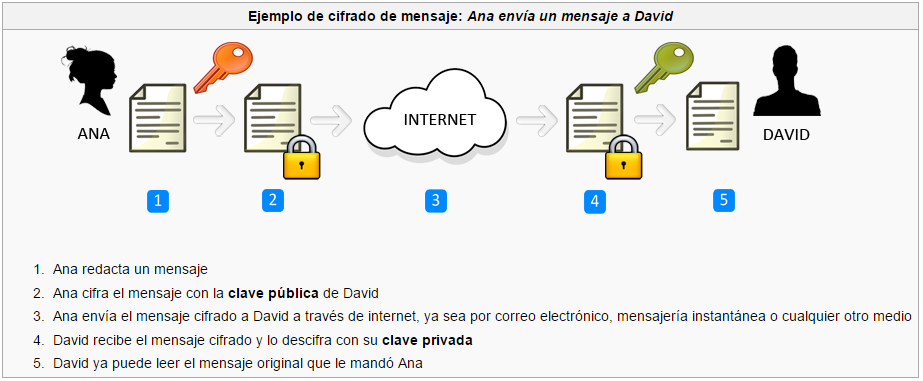 Ejemplo de cifrado de mensaje: Ana envía un mensaje a David
INTERNET
ANA
DAVID
1
2
3
4
5
1. Ana redacta un mensaje
2. Ana cifra el mensaje con la clave pública de David
3. Ana envía el mensaje cifrado a David a través de internet, ya sea por correo electrónico, mensajería instantánea o cualquier otro medio
4. David recibe el mensaje cifrado y lo descifra con su clave privada
5. David ya puede leer el mensaje original que le mandó Ana